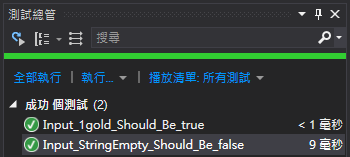 測試總管
搜尋
全部執行 | 執行... | 播放清單: 所有測試
成功 個測試 (2)
Input_1gold_Should_Be_true < 1 毫秒
Input_StringEmpty_Should_Be_false 9 毫秒